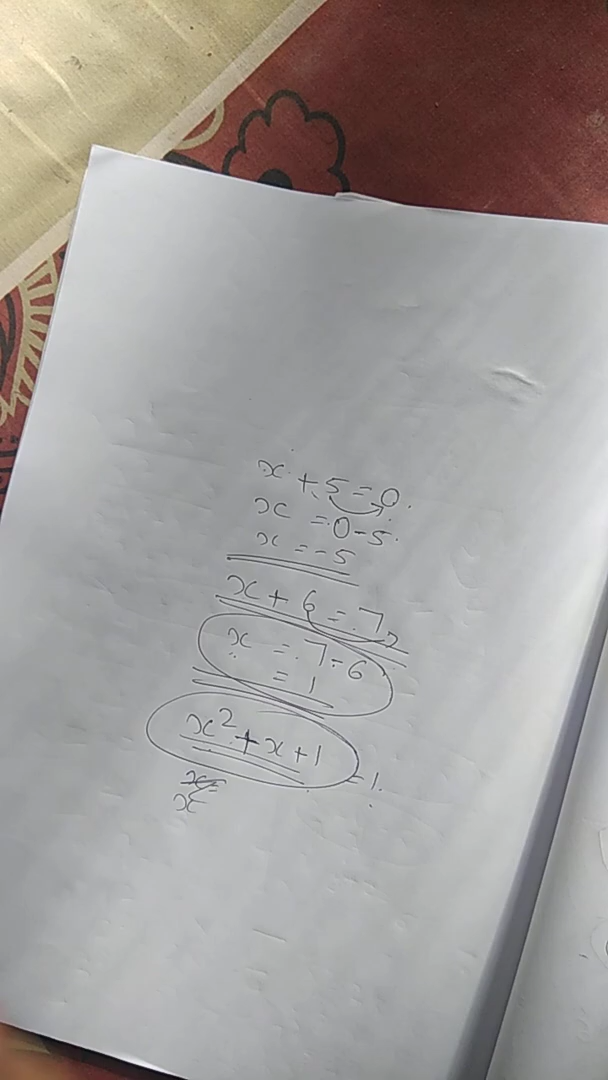 x + 5 = 0.
x = 0 - 5.
x = -5
x + 6 = 7
x = 7 - 6
= 1
x² + x + 1 = 1.
x